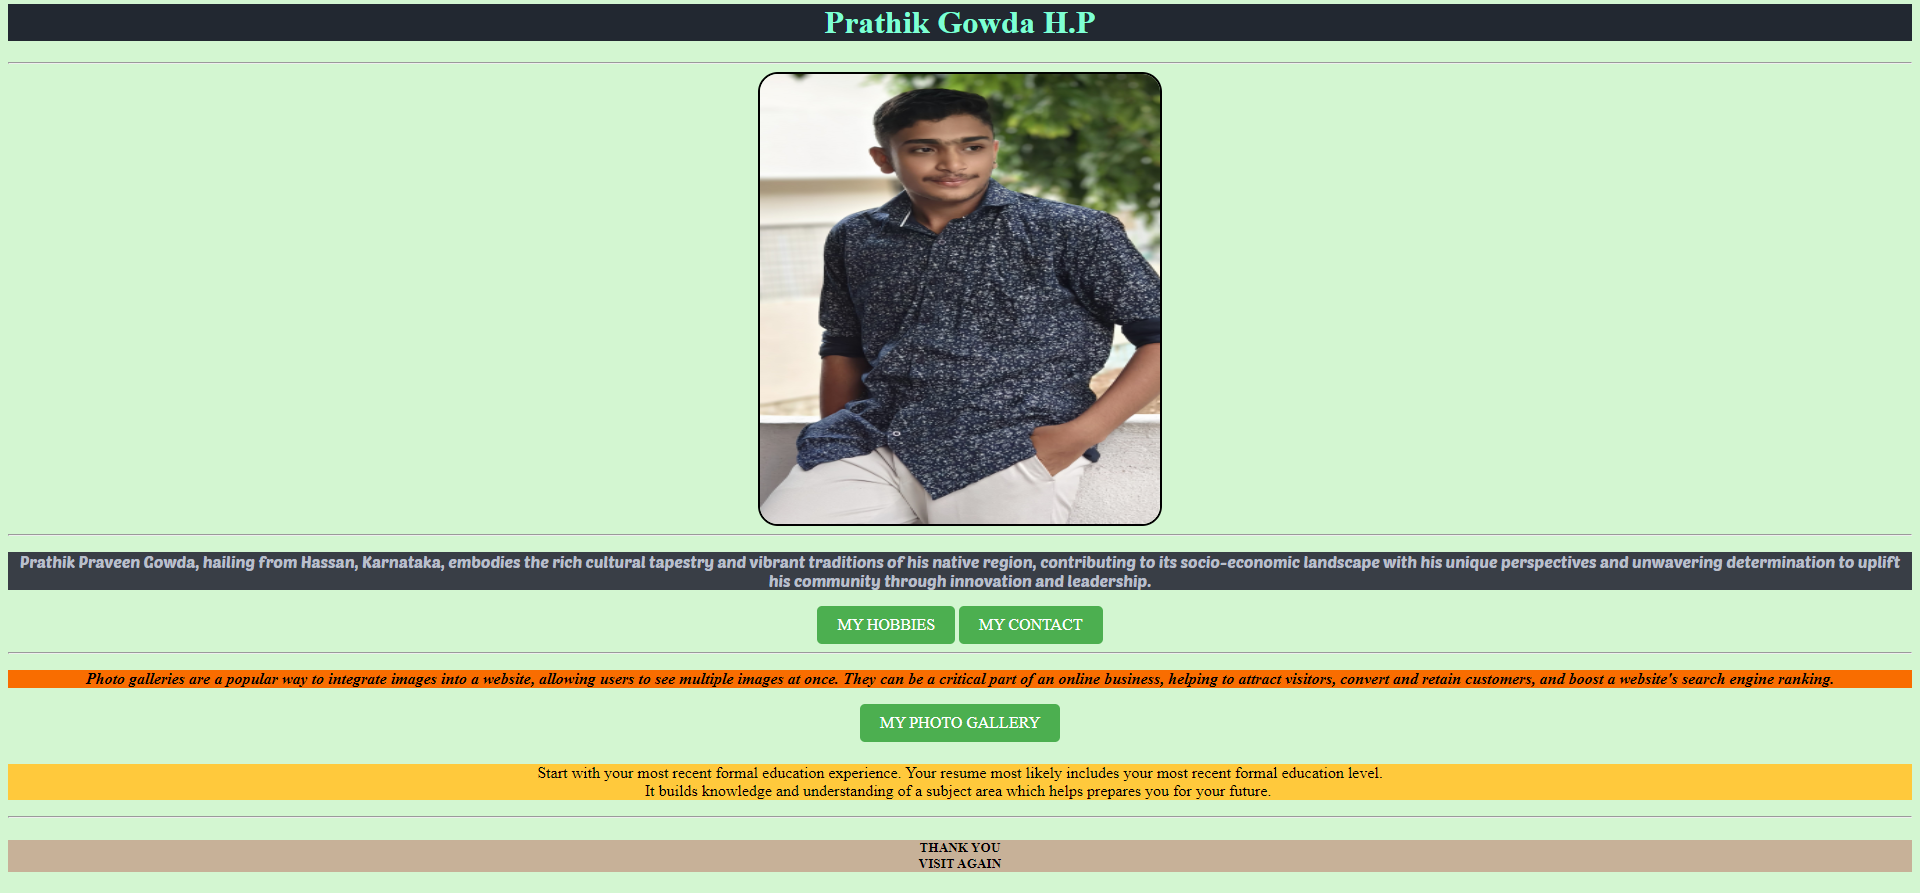 Prathik Gowda H.P
Prathik Praveen Gowda, hailing from Hassan, Karnataka, embodies the rich cultural tapestry and vibrant traditions of his native region, contributing to its socio-economic landscape with his unique perspectives and unwavering determination to uplift
his community through innovation and leadership.
MY HOBBIES MY CONTACT
Photo galleries are a popular way to integrate images into a website, allowing users to see multiple images at once. They can be a critical part of an online business, helping to attract visitors, convert and retain customers, and boost a website's search engine ranking.
MY PHOTO GALLERY
Start with your most recent formal education experience. Your resume most likely includes your most recent formal education level.
It builds knowledge and understanding of a subject area which helps prepares you for your future.
THANK YOU
VISIT AGAIN